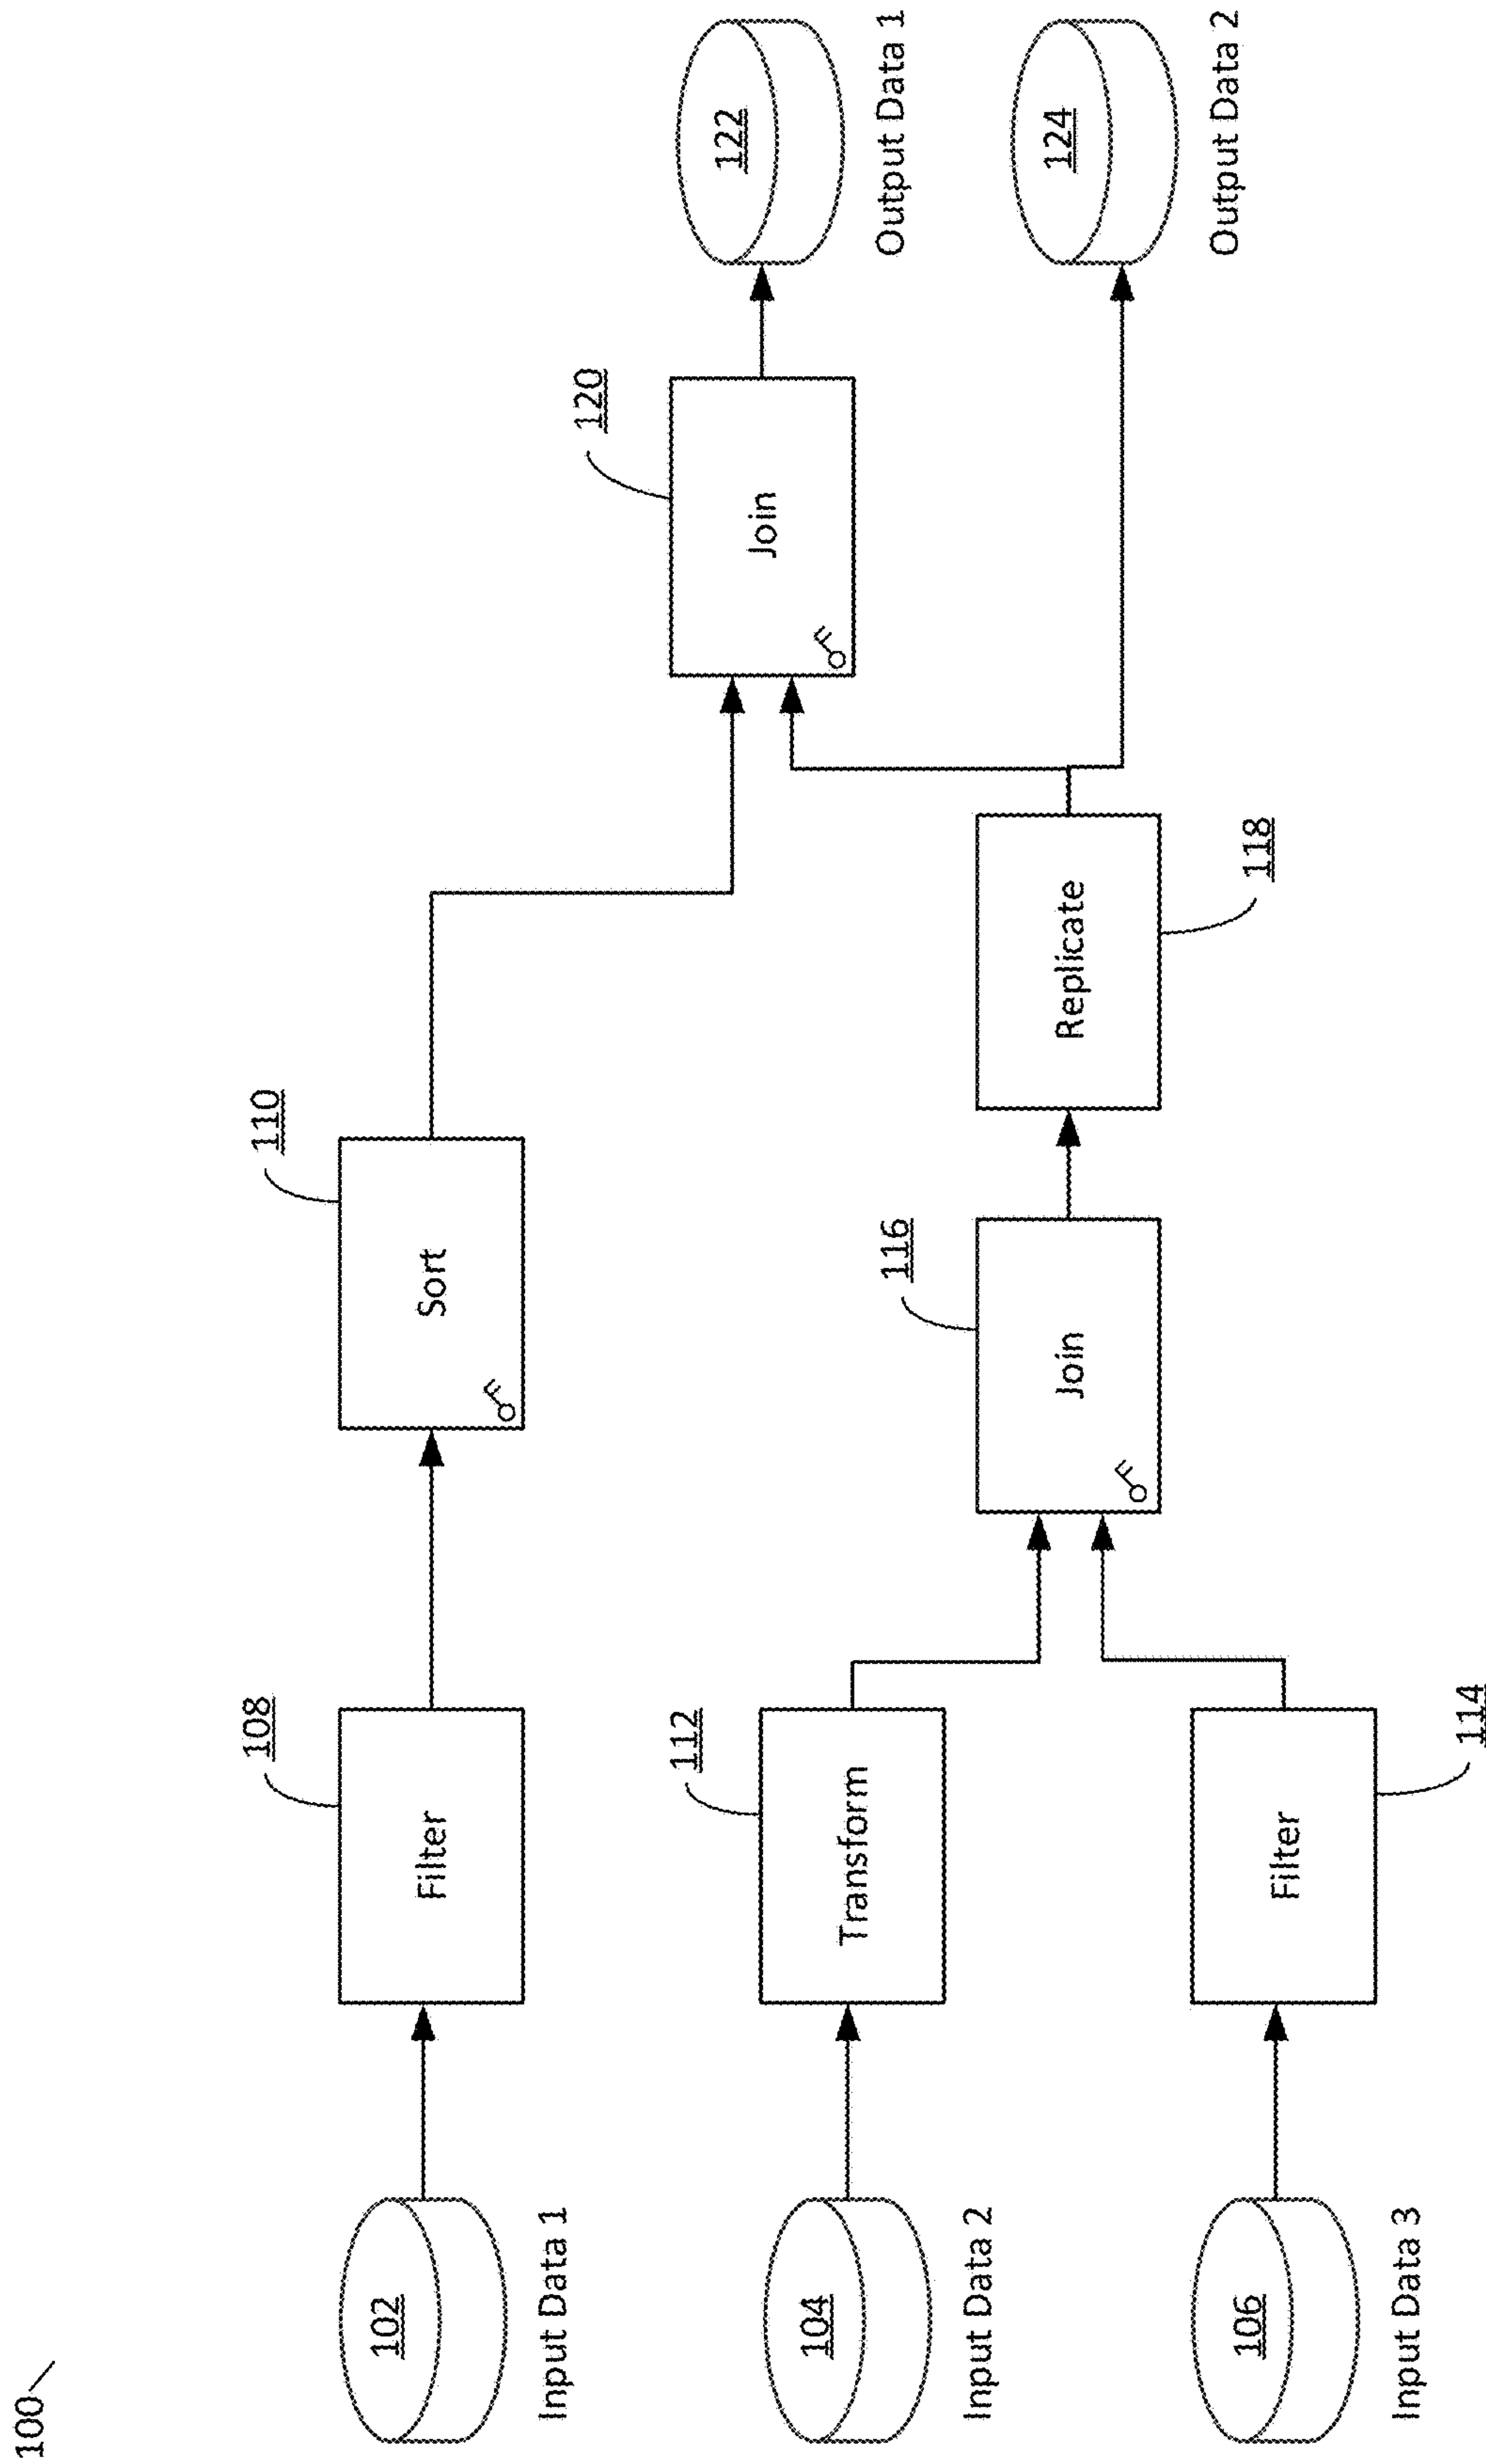 100
102
Input Data 1
108
Filter
110
Sort
104
Input Data 2
112
Transform
106
Input Data 3
114
Filter
116
Join
118
Replicate
120
Join
122
Output Data 1
124
Output Data 2